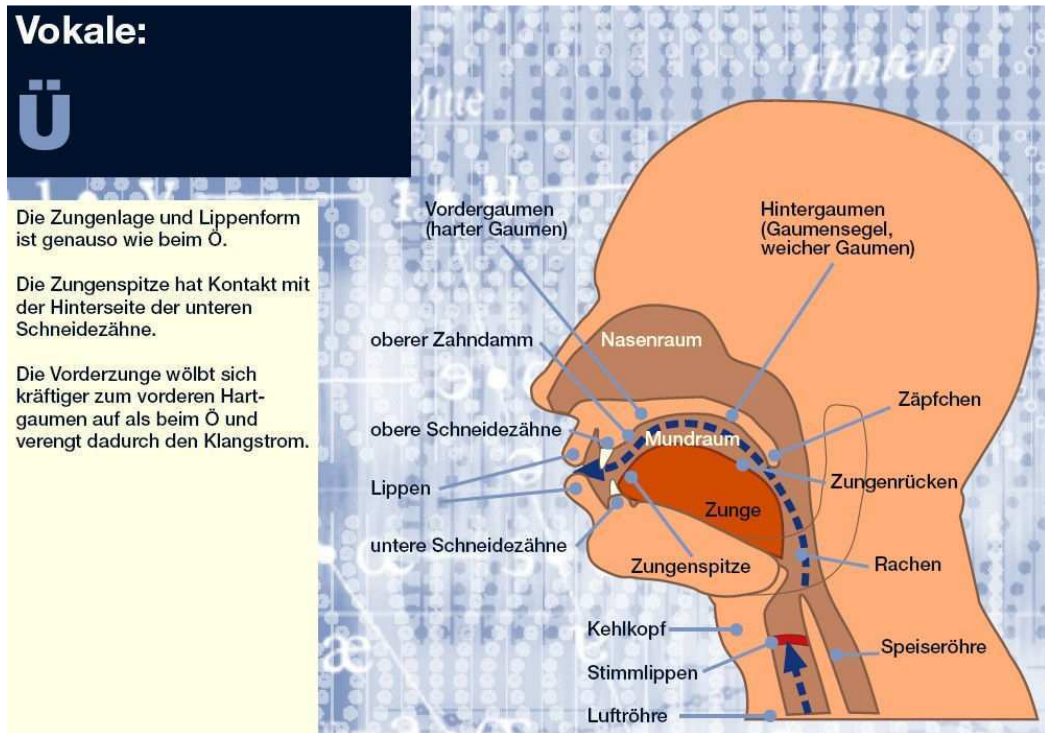 Vokale:
Ü
Die Zungenlage und Lippenform
ist genauso wie beim Ö.
Die Zungenspitze hat Kontakt mit
der Hinterseite der unteren
Schneidezähne.
Die Vorderzunge wölbt sich
kräftiger zum vorderen Hart-
gaumen auf als beim Ö und
verengt dadurch den Klangstrom.
Mitte
Hinten
Vordergaumen
(harter Gaumen)
Hintergaumen
(Gaumensegel,
weicher Gaumen)
oberer Zahndamm
Nasenraum
Zäpfchen
obere Schneidezähne
Mundraum
Lippen
Zungenrücken
Zunge
untere Schneidezähne
Zungenspitze
Rachen
Kehlkopf
Speiseröhre
Stimmlippen
Luftröhre
æ
œ